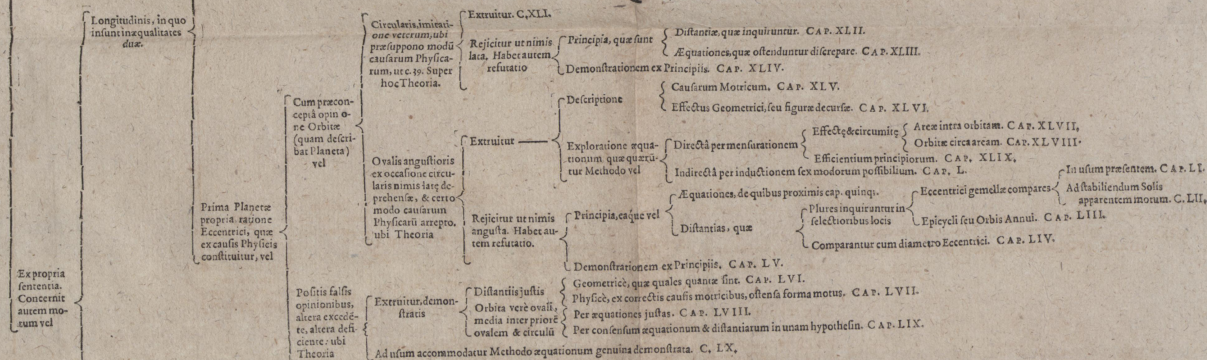 Longitudinis, in quo
insunt inæqualitates
duæ.
Circularis, imitati-
one veterum, ubi
præsuppono modū
causarum Physica-
rum, ut c. 39. Super
hoc Theoria.
Extruitur. C, XLI.
Rejicitur ut nimis
lata. Habet autem
refutatio
Principia, quæ sunt
Distantiæ, quæ inquiruntur. CAP. XLII.
Æquationes, quæ ostenduntur discrepare. CAP. XLIII.
Demonstrationem ex Principiis. CAP. XLIV.
Cum præcon-
ceptâ opin o-
ne Orbitæ
(quam descri-
bat Planeta)
vel
Ovalis angustioris
ex occasione circu-
laris nimis latæ de-
prehensæ, & certo
modo causarum
Physicarū arrepto,
ubi Theoria
Extruitur
Descriptione
Causarum Motricum. CAP. XLV.
Effectus Geometrici, seu figuræ decursæ. CAP. XLVI.
Exploratione æqua-
tionum quæ quærū-
tur Methodo vel
Directâ per mensurationem
Effectę & circumitę
Areæ intra orbitam. CAP. XLVII,
Orbitæ circa aream. CAP. XLVIII.
Efficientium principiorum. CAP. XLIX.
Indirectâ per inductionem sex modorum possibilium. CAP. L.
Rejicitur ut nimis
angusta. Habet au-
tem refutatio.
Principia, eaque vel
Æquationes, de quibus proximis cap. quinqu.
Distantias, quæ
Plures inquiruntur in
selectioribus locis
Eccentrici gemellæ compares
In usum præsentem. CAP. LI.
Ad stabiliendum Solis
apparentem motum. C, LII,
Epicycli seu Orbis Annui. CAP. LIII.
Comparantur cum diametro Eccentrici. CAP. LIV.
Demonstrationem ex Principiis. CAP. LV.
Prima Planetæ
propria ratione
Eccentrici, quæ
ex causis Physicis
constituitur, vel
Ex propria
sententia.
Concernit
autem mo-
tum vel
Positis falsis
opinionibus,
altera excedē-
te, altera defi-
ciente: ubi
Theoria
Extruitur, demon-
stratis
Distantiis justis
Geometricè, quæ quales quantæ sint. CAP. LVI.
Physicè, ex correctis causis motricibus, ostensa forma motus. CAP. LVII.
Orbita verè ovali,
media inter priorē
ovalem & circulū
Per æquationes justas. CAP. LVIII.
Per consensum æquationum & distantiarum in unam hypothesin. CAP. LIX.
Ad usum accommodatur Methodo æquationum genuina demonstrata. C, LX.